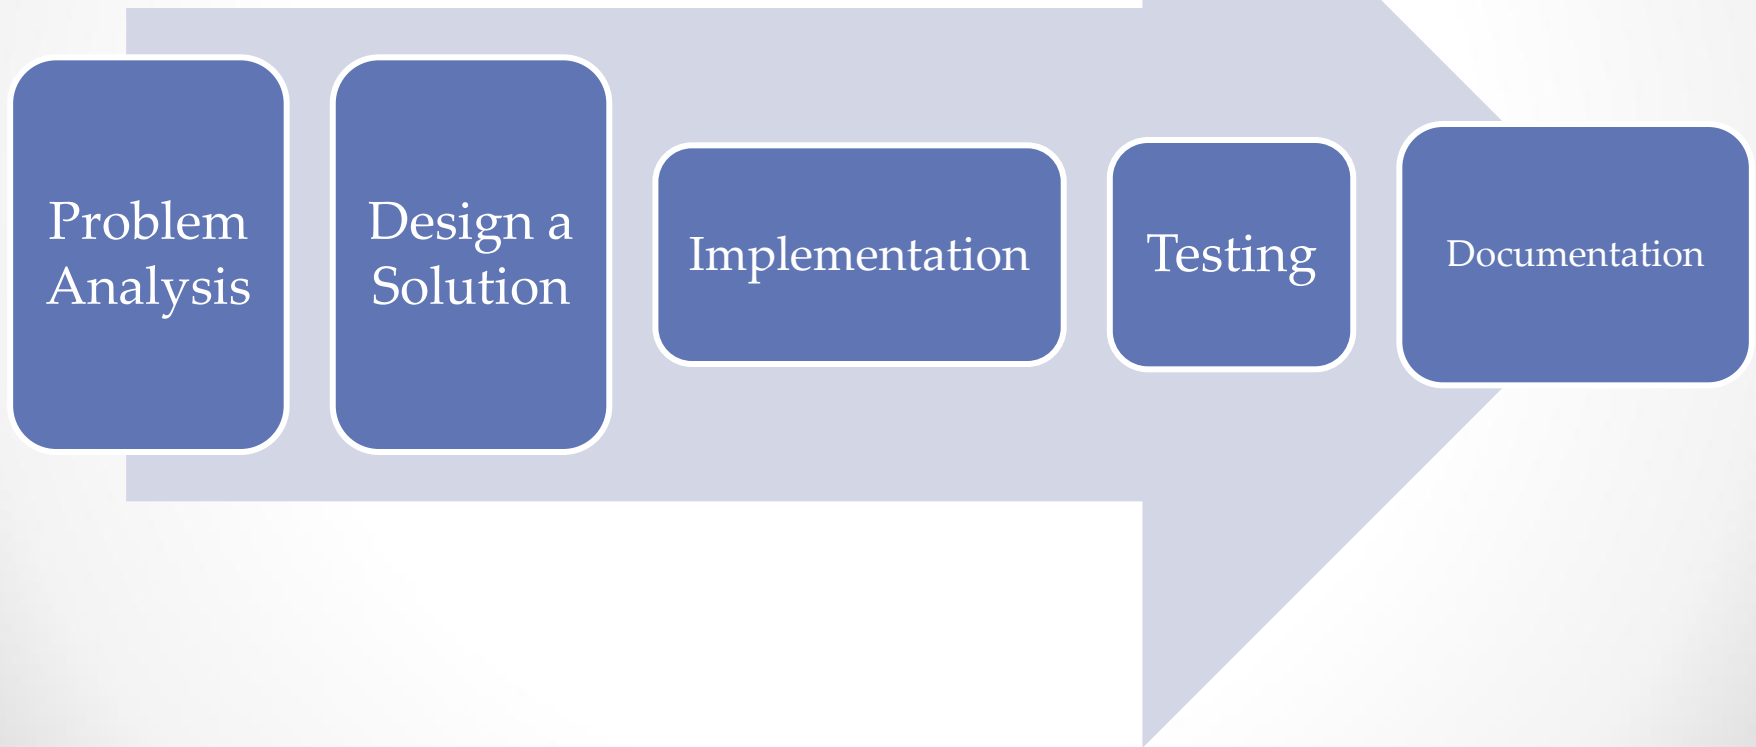 Problem
Analysis
Design a
Solution
Implementation
Testing
Documentation